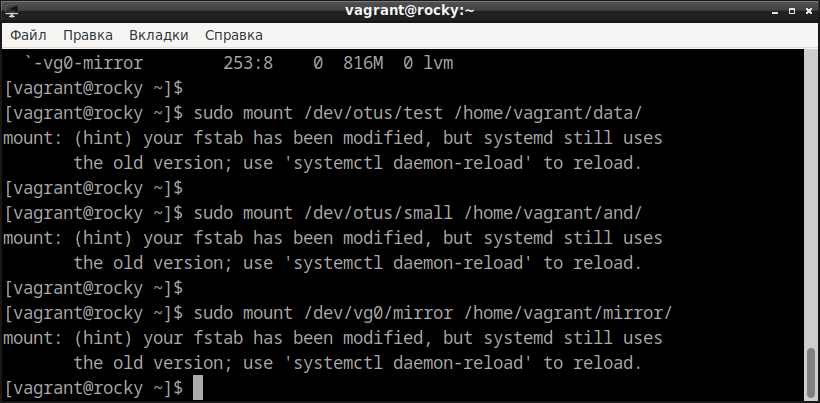 vagrant@rocky:~
Файл Правка Вкладки Справка
`-vg0-mirror 253:8 0 816M 0 lvm
[vagrant@rocky ~]$
[vagrant@rocky ~]$ sudo mount /dev/otus/test /home/vagrant/data/
mount: (hint) your fstab has been modified, but systemd still uses
the old version; use 'systemctl daemon-reload' to reload.
[vagrant@rocky ~]$
[vagrant@rocky ~]$ sudo mount /dev/otus/small /home/vagrant/and/
mount: (hint) your fstab has been modified, but systemd still uses
the old version; use 'systemctl daemon-reload' to reload.
[vagrant@rocky ~]$
[vagrant@rocky ~]$ sudo mount /dev/vg0/mirror /home/vagrant/mirror/
mount: (hint) your fstab has been modified, but systemd still uses
the old version; use 'systemctl daemon-reload' to reload.
[vagrant@rocky ~]$